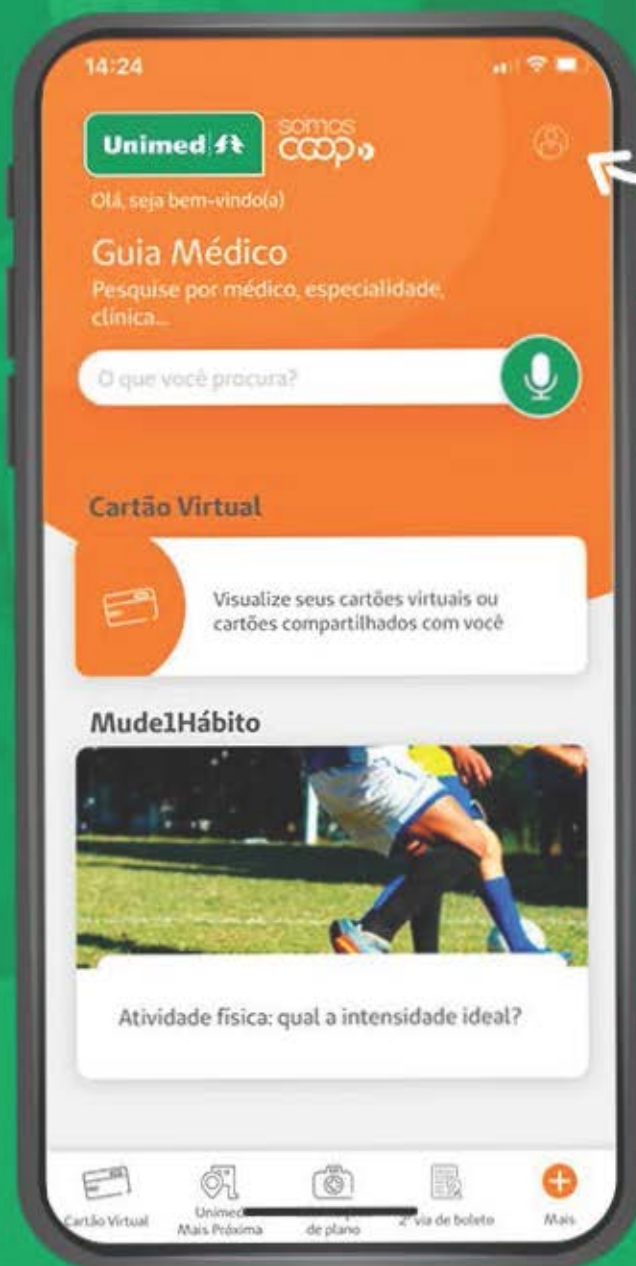 14:24
Unimed
somos
coop
Olá, seja bem-vindo(a)
Guia Médico
Pesquise por médico, especialidade,
clínica...
O que você procura?
Cartão Virtual
Visualize seus cartões virtuais ou
cartões compartilhados com você
Mude1Hábito
Atividade física: qual a intensidade ideal?
Cartão Virtual
Unimed
Mais Próxima
de plano
2ª via de boleto
Mais